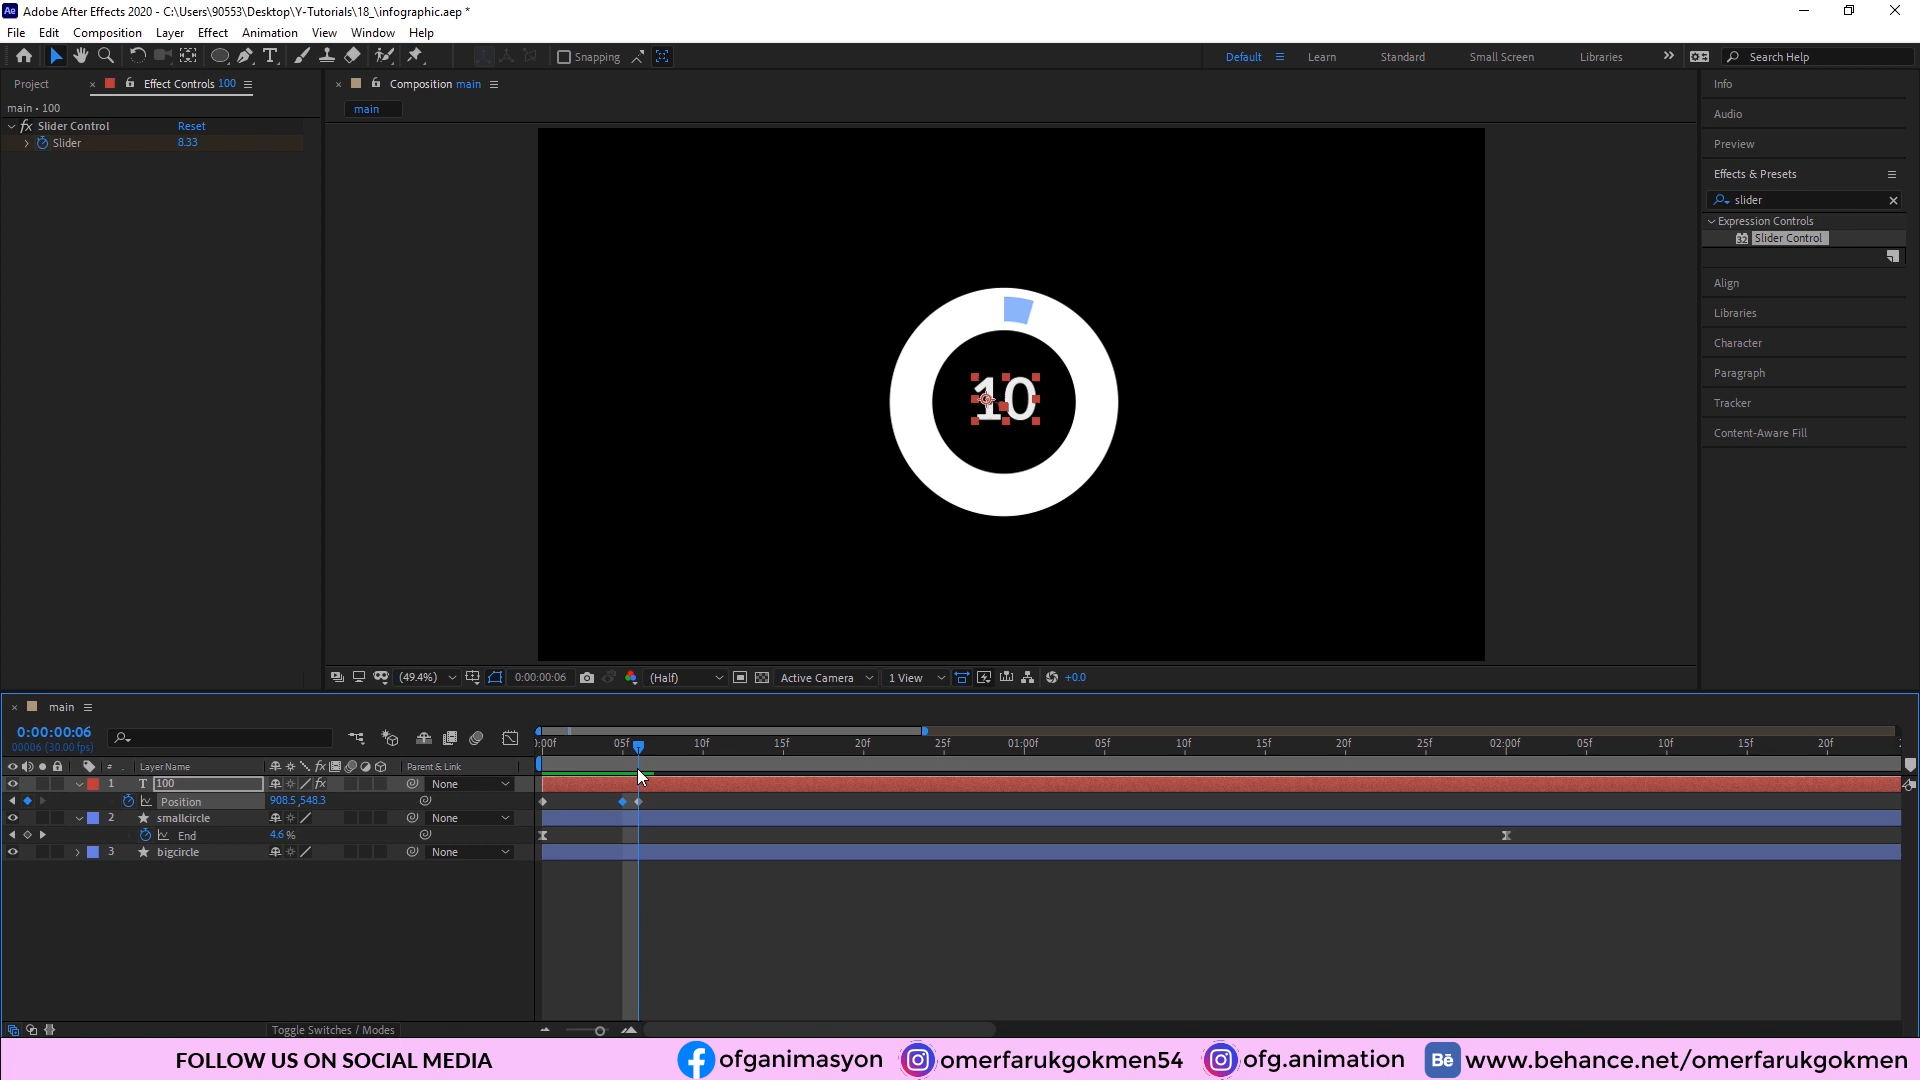 Ae Adobe After Effects 2020 - C:\Users\90553\Desktop\Y-Tutorials\18_\infographic.aep *
File Edit Composition Layer Effect Animation View Window Help
Snapping Default Learn Standard Small Screen Libraries Search Help
Project Effect Controls 100 Composition main Info
main • 100 main
fx Slider Control Reset Audio
Slider 8.33 Preview
Effects & Presets
slider
Expression Controls
Slider Control
Align
Libraries
Character
Paragraph
Tracker
Content-Aware Fill
10
(49.4%) 0:00:00:06 (Half) Active Camera 1 View +0.0
main
0:00:00:06
00006 (30.00 fps)
:00f 05f 10f 15f 20f 25f 01:00f 05f 10f 15f 20f 25f 02:00f 05f 10f 15f 20f
# Layer Name fx Parent & Link
1 T 100 fx None
Position 908.5,548.3
2 smallcircle None
End 4.6 %
3 bigcircle None
Toggle Switches / Modes
FOLLOW US ON SOCIAL MEDIA ofganimasyon omerfarukgokmen54 ofg.animation Bē www.behance.net/omerfarukgokmen